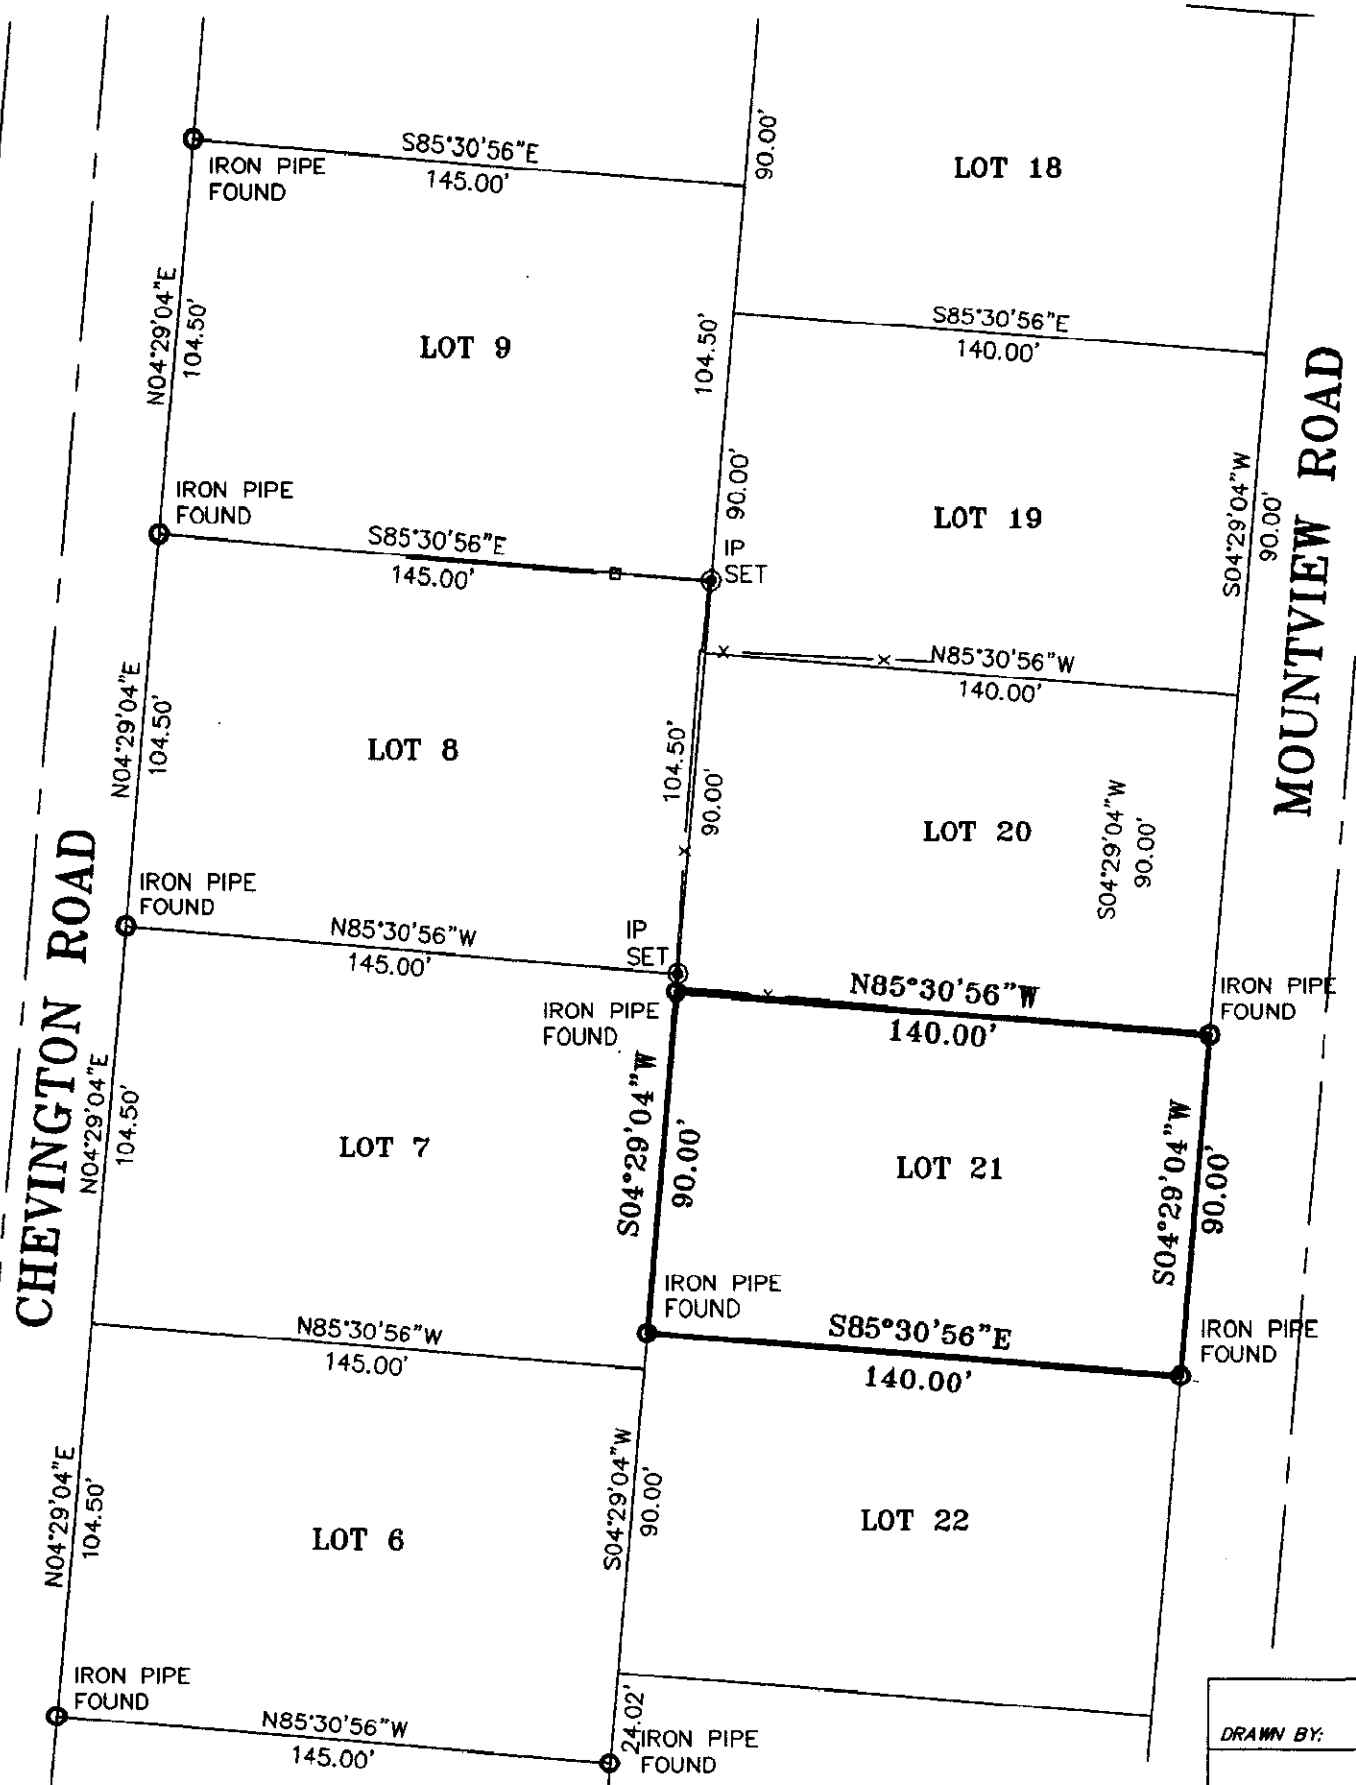 90.00'
S85°30'56"E
145.00'
IRON PIPE
FOUND
LOT 18
N04°29'04"E
104.50'
LOT 9
104.50'
S85°30'56"E
140.00'
MOUNTVIEW ROAD
90.00'
S04°29'04"W
90.00'
IRON PIPE
FOUND
LOT 19
S85°30'56"E
145.00'
IP
SET
N85°30'56"W
140.00'
N04°29'04"E
104.50'
LOT 8
104.50'
90.00'
LOT 20
S04°29'04"W
90.00'
CHEVINGTON ROAD
IRON PIPE
FOUND
N85°30'56"W
145.00'
IP
SET
IRON PIPE
FOUND
N85°30'56"W
140.00'
IRON PIPE
FOUND
N04°29'04"E
104.50'
LOT 7
S04°29'04"W
90.00'
LOT 21
S04°29'04"W
90.00'
IRON PIPE
FOUND
N85°30'56"W
145.00'
S85°30'56"E
140.00'
IRON PIPE
FOUND
N04°29'04"E
104.50'
LOT 6
S04°29'04"W
90.00'
LOT 22
IRON PIPE
FOUND
N85°30'56"W
145.00'
24.02'
IRON PIPE
FOUND
DRAWN BY: